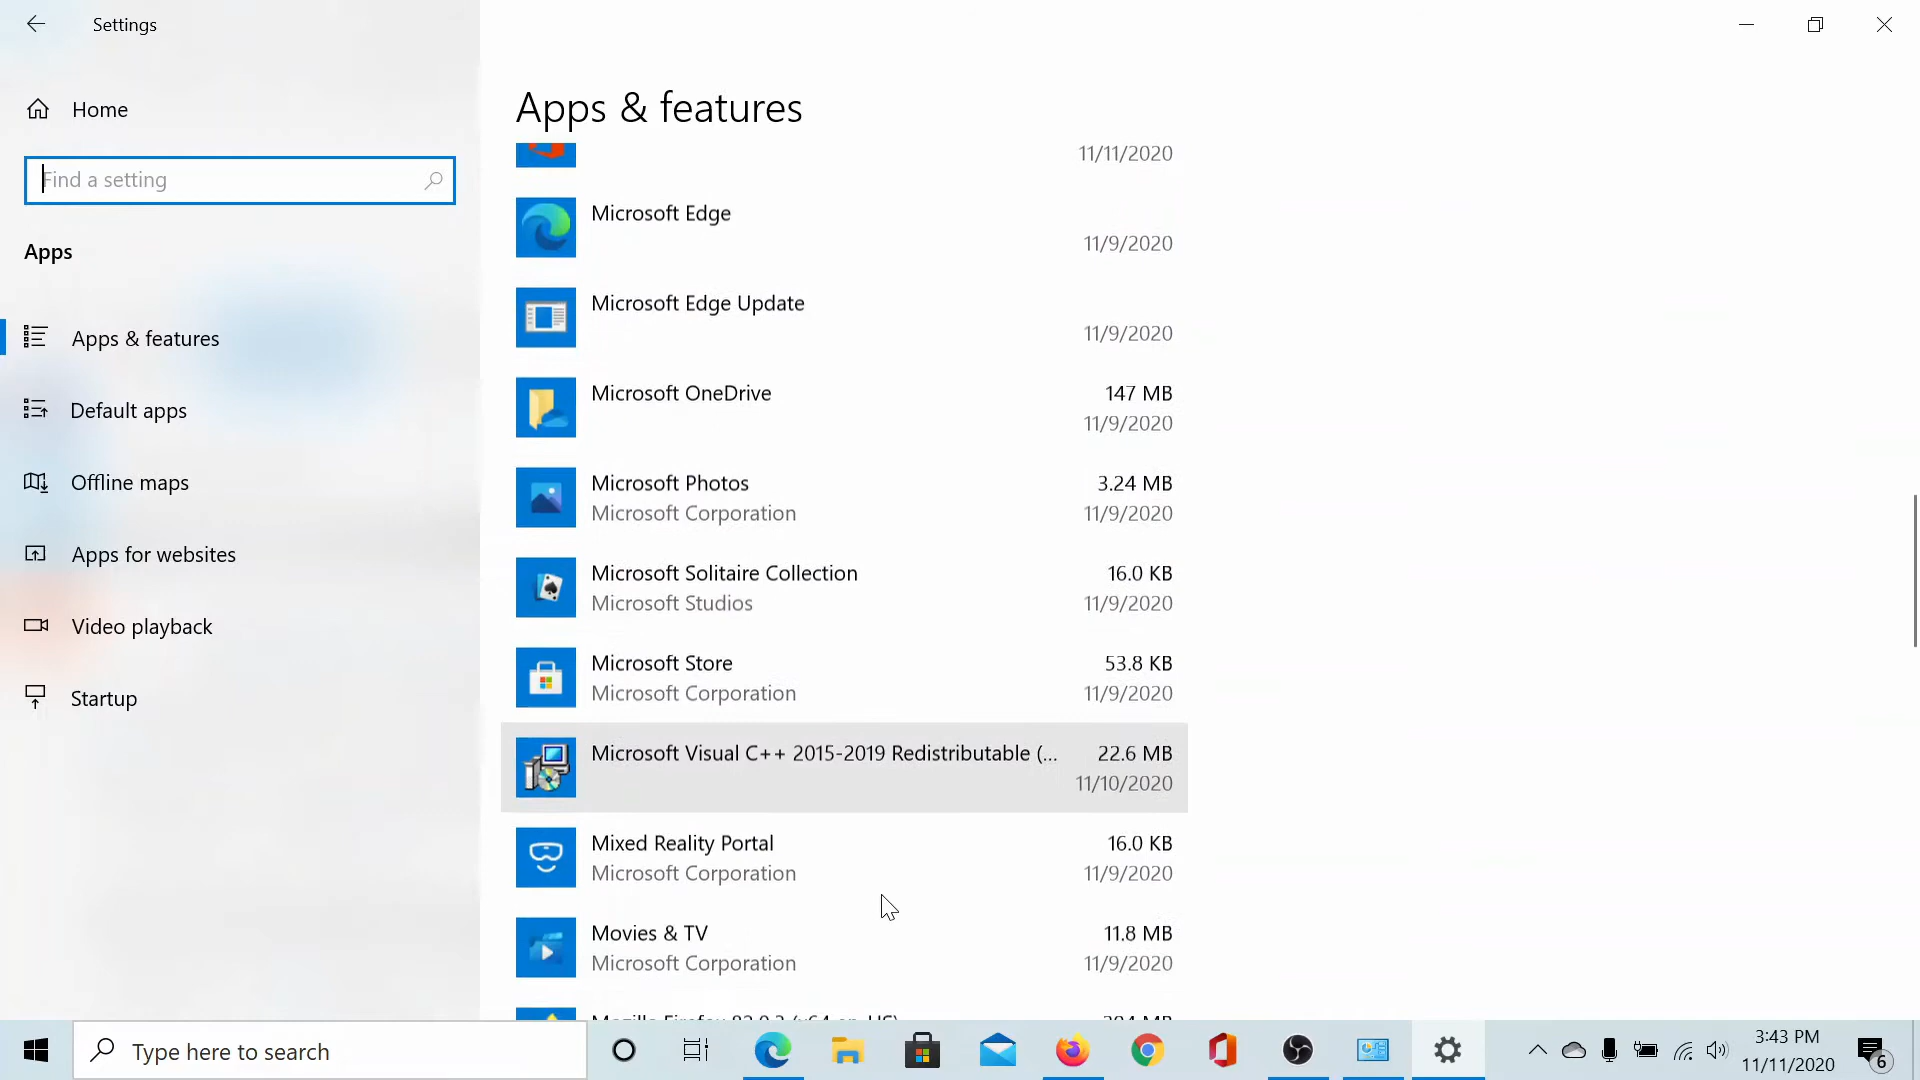 Settings
Home
Find a setting
Apps
Apps & features
Default apps
Offline maps
Apps for websites
Video playback
Startup
Apps & features
11/11/2020
Microsoft Edge
11/9/2020
Microsoft Edge Update
11/9/2020
Microsoft OneDrive 147 MB
11/9/2020
Microsoft Photos 3.24 MB
Microsoft Corporation 11/9/2020
Microsoft Solitaire Collection 16.0 KB
Microsoft Studios 11/9/2020
Microsoft Store 53.8 KB
Microsoft Corporation 11/9/2020
Microsoft Visual C++ 2015-2019 Redistributable (... 22.6 MB
11/10/2020
Mixed Reality Portal 16.0 KB
Microsoft Corporation 11/9/2020
Movies & TV 11.8 MB
Microsoft Corporation 11/9/2020
Mozilla Firefox
Type here to search
3:43 PM
11/11/2020
6